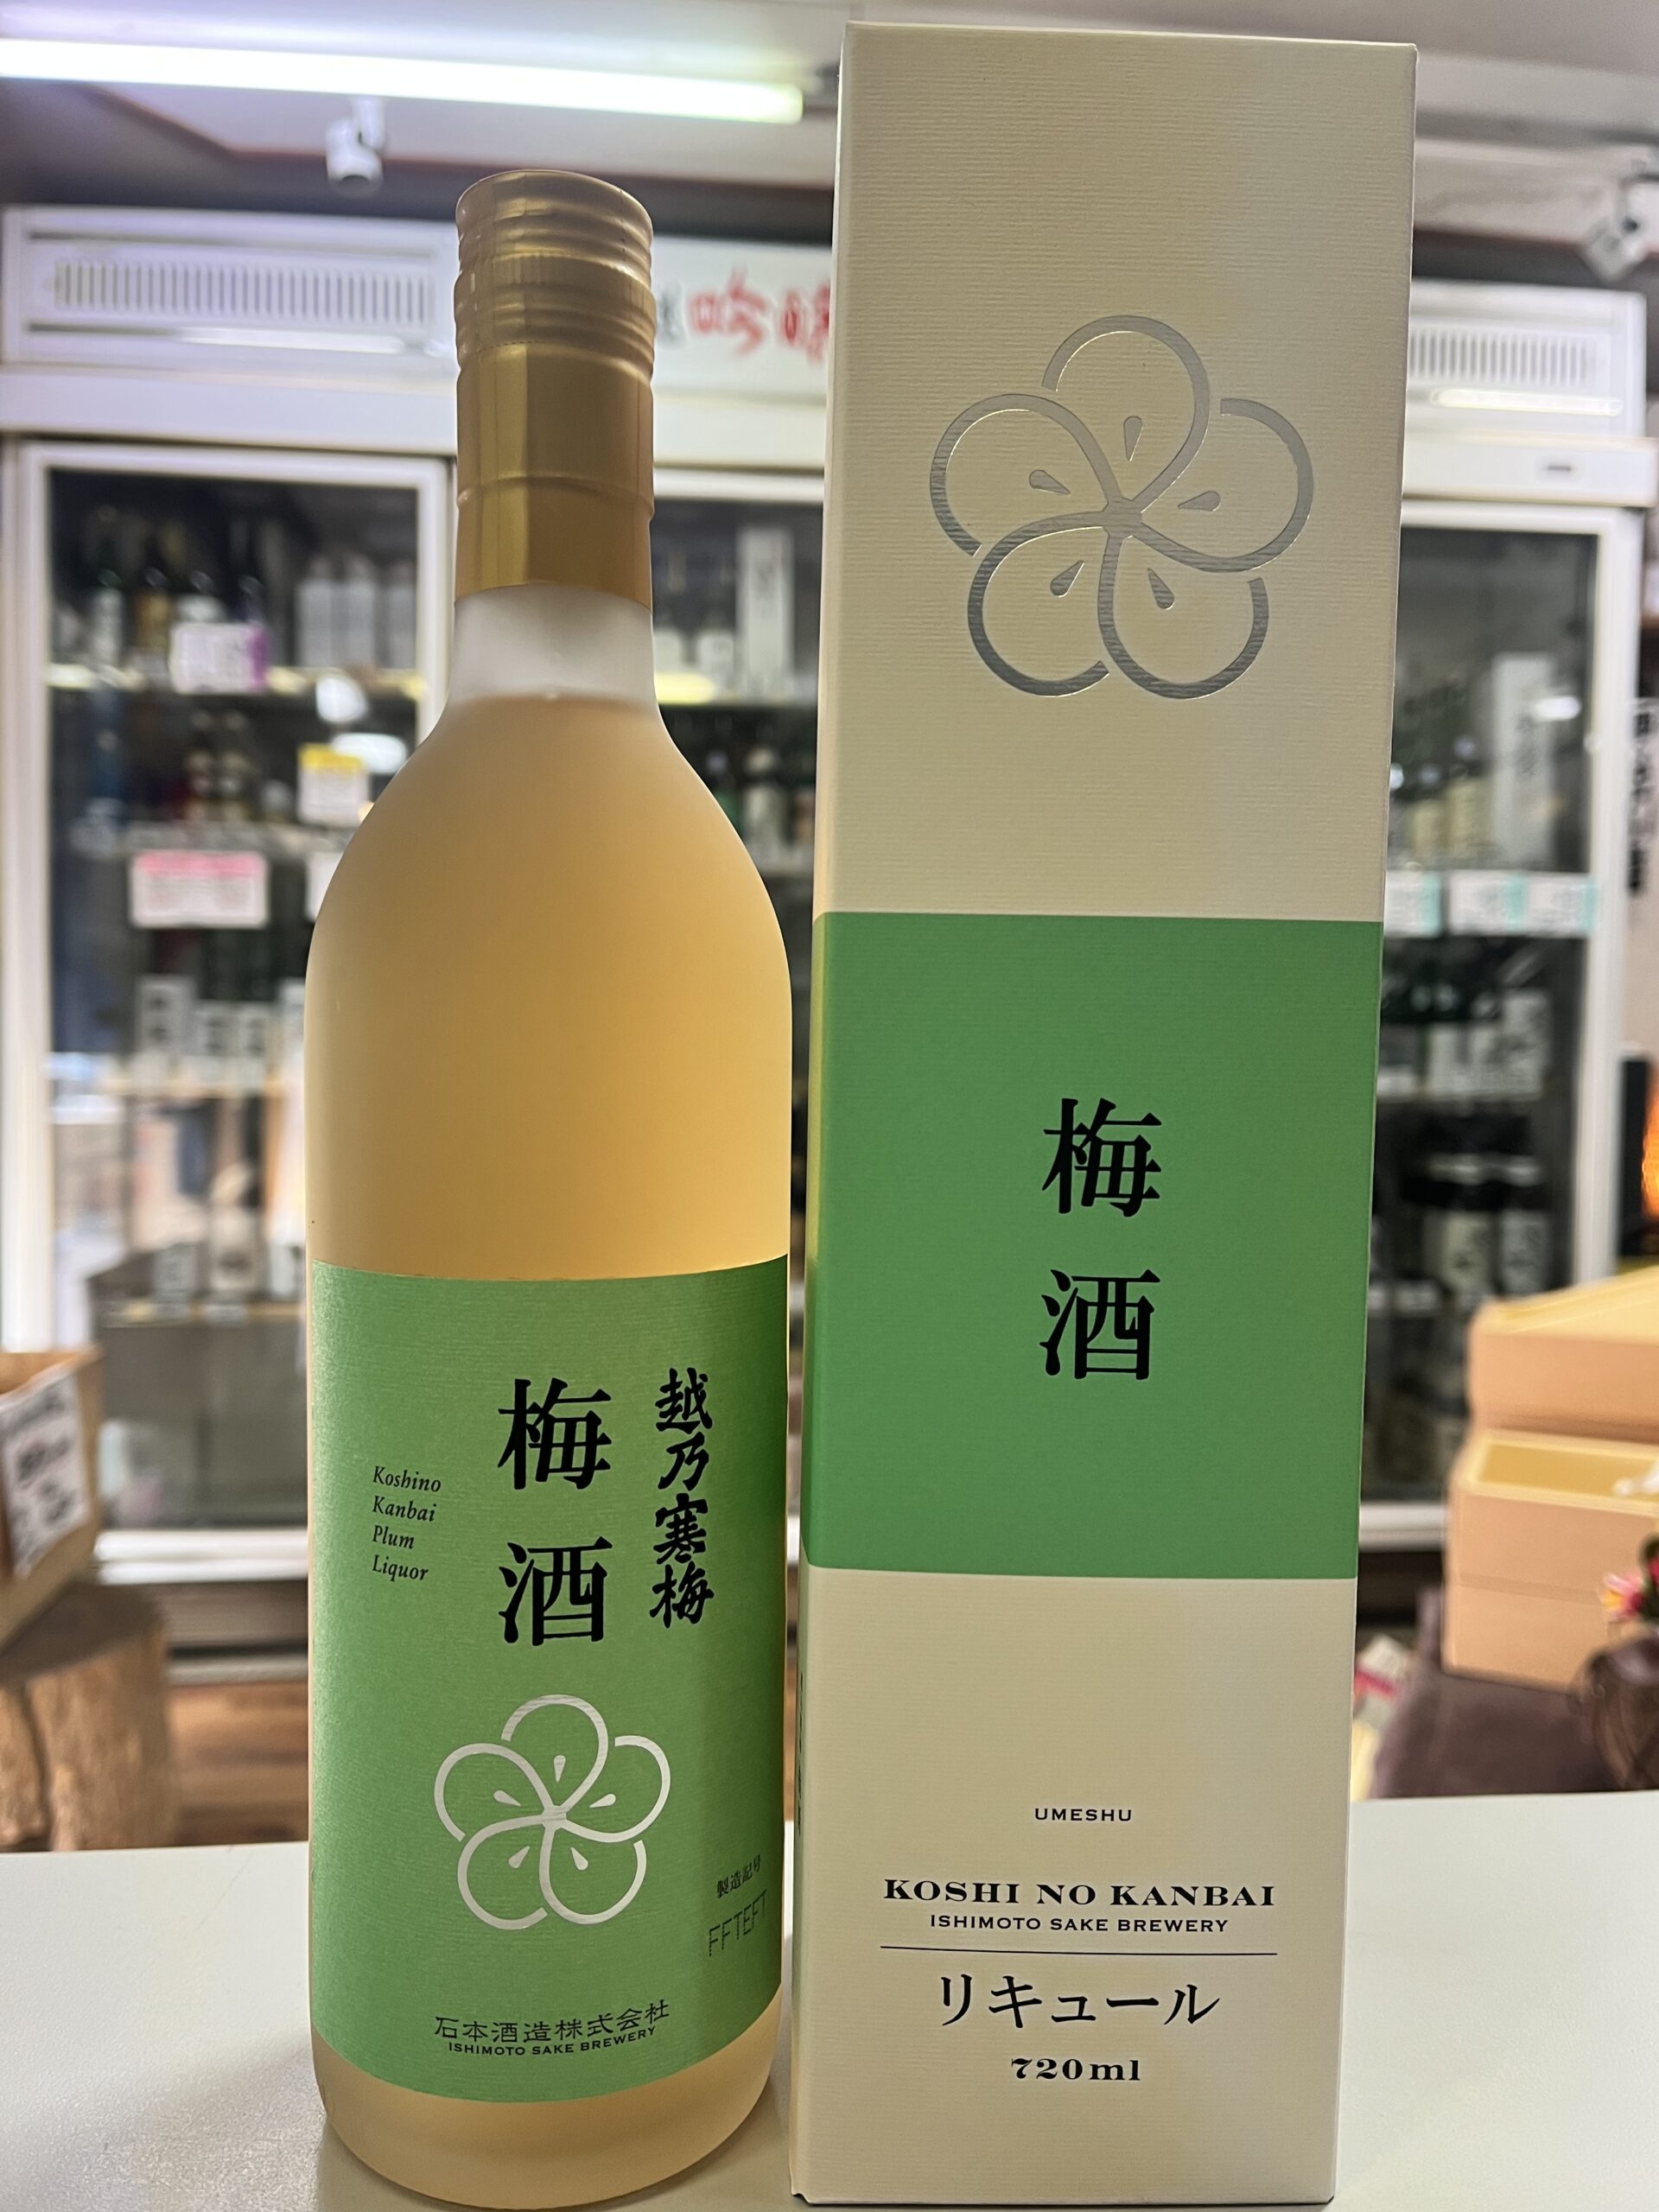 吟醸
越乃寒梅
梅酒
Koshino
Kanbai
Plum
Liquor
製造記号
FFTEFT
石本酒造株式会社
ISHIMOTO SAKE BREWERY
梅酒
UMESHU
KOSHI NO KANBAI
ISHIMOTO SAKE BREWERY
リキュール
720ml